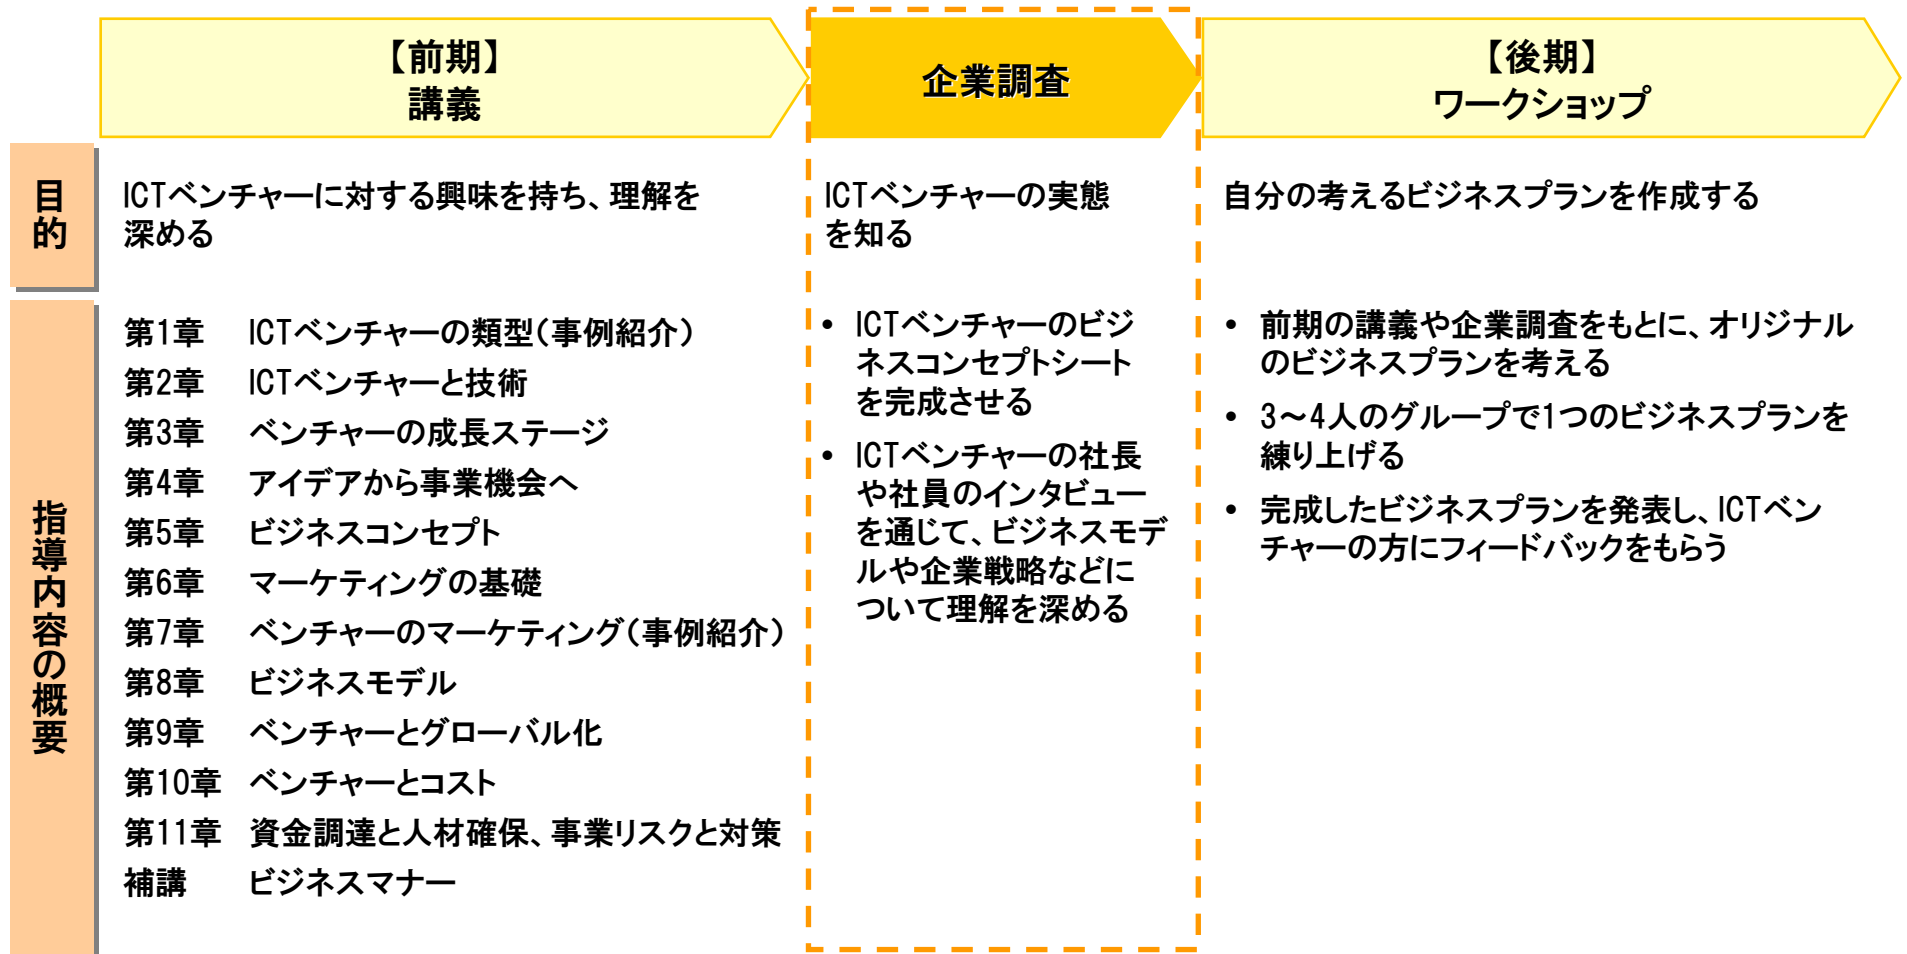 【前期】
講義
企業調査
【後期】
ワークショップ
目的
ICTベンチャーに対する興味を持ち、理解を
深める
ICTベンチャーの実態
を知る
自分の考えるビジネスプランを作成する
指導内容の概要
第1章 ICTベンチャーの類型（事例紹介）
第2章 ICTベンチャーと技術
第3章 ベンチャーの成長ステージ
第4章 アイデアから事業機会へ
第5章 ビジネスコンセプト
第6章 マーケティングの基礎
第7章 ベンチャーのマーケティング（事例紹介）
第8章 ビジネスモデル
第9章 ベンチャーとグローバル化
第10章 ベンチャーとコスト
第11章 資金調達と人材確保、事業リスクと対策
補講 ビジネスマナー
• ICTベンチャーのビジ
ネスコンセプトシート
を完成させる
• ICTベンチャーの社長
や社員のインタビュー
を通じて、ビジネスモデ
ルや企業戦略などに
ついて理解を深める
• 前期の講義や企業調査をもとに、オリジナル
のビジネスプランを考える
• 3～4人のグループで1つのビジネスプランを
練り上げる
• 完成したビジネスプランを発表し、ICTベン
チャーの方にフィードバックをもらう